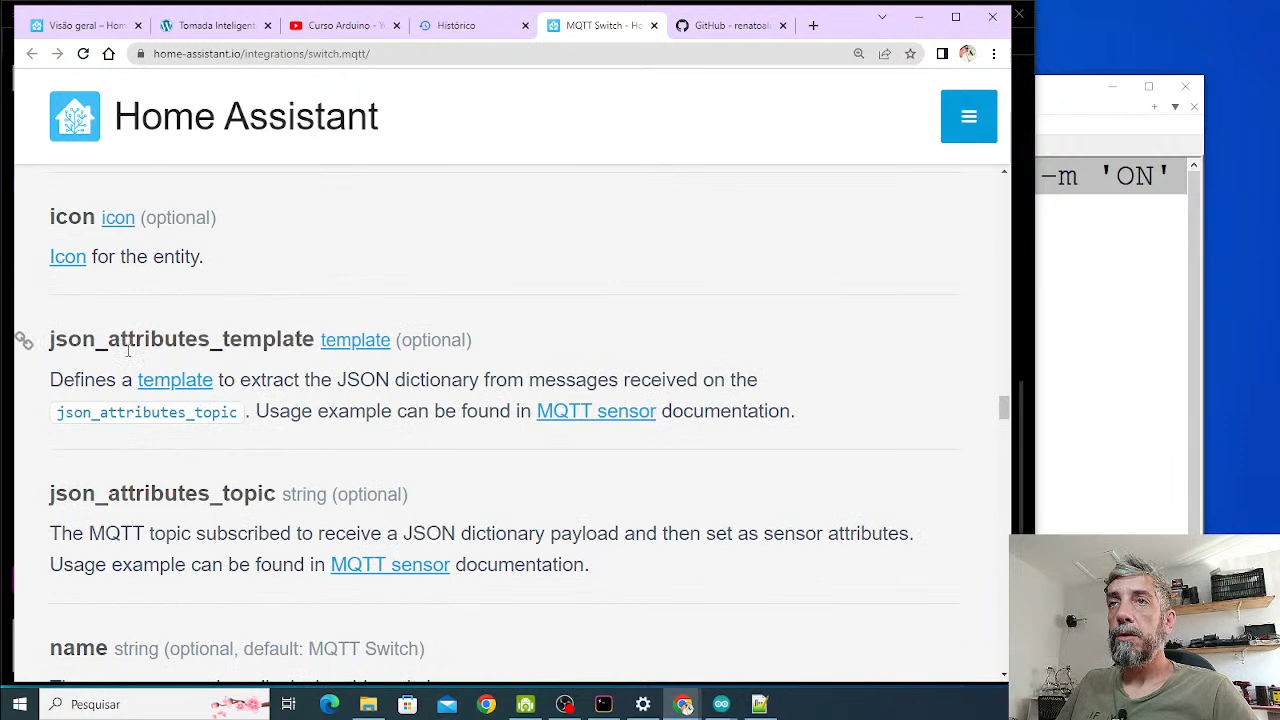 Visão geral – Hom
Tomada Inteligent
Seu Arduino - Yo
Histórico
MQTT Switch - Ho
GitHub - rendball
home-assistant.io/integrations/switch.mqtt/
Home Assistant
-m 'ON'
icon icon (optional)
Icon for the entity.
json_attributes_template template (optional)
Defines a template to extract the JSON dictionary from messages received on the
json_attributes_topic. Usage example can be found in MQTT sensor documentation.
json_attributes_topic string (optional)
The MQTT topic subscribed to receive a JSON dictionary payload and then set as sensor attributes.
Usage example can be found in MQTT sensor documentation.
name string (optional, default: MQTT Switch)
Pesquisar